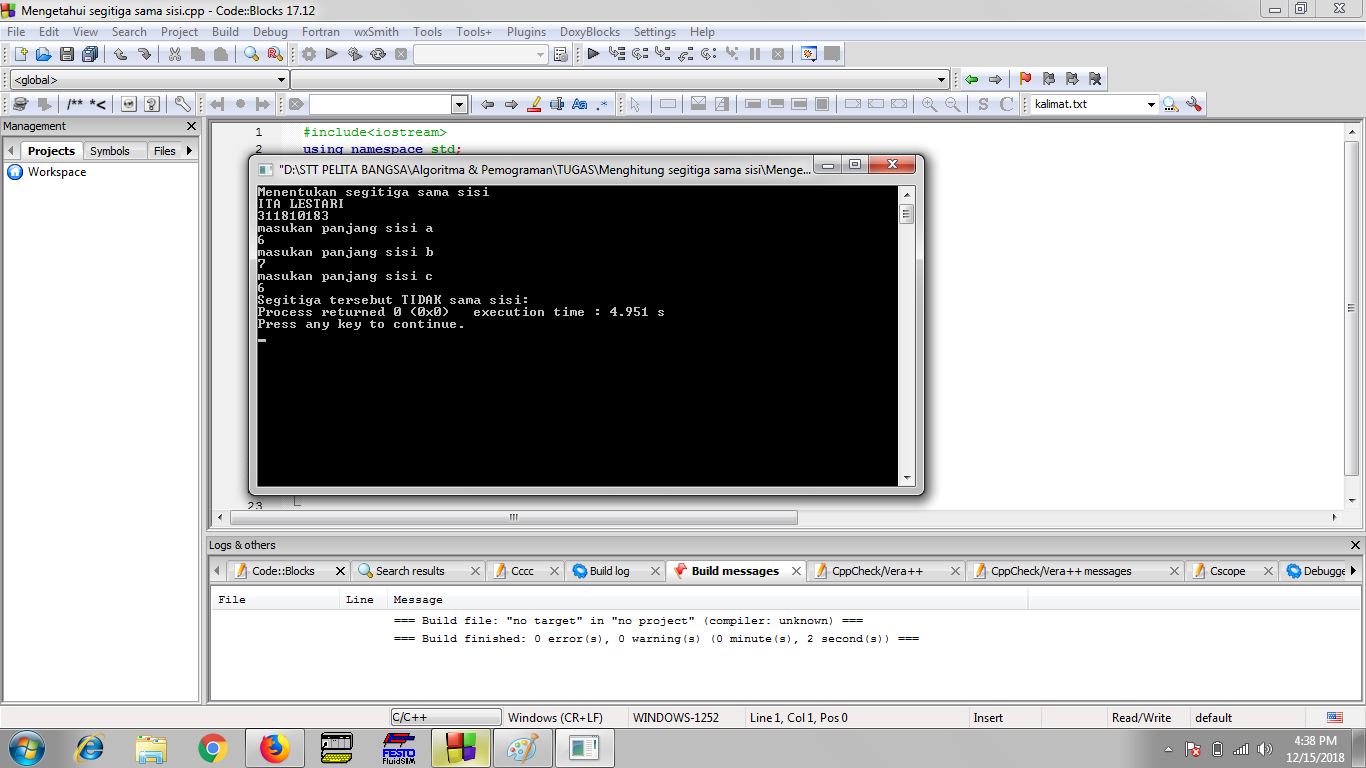 Mengetahui segitiga sama sisi.cpp - Code::Blocks 17.12
File Edit View Search Project Build Debug Fortran wxSmith Tools Tools+ Plugins DoxyBlocks Settings Help
<global>
/** *< Aa .* S C kalimat.txt
Management
Projects Symbols Files
Workspace
1 #include<iostream>
2 using namespace std;
"D:\STT PELITA BANGSA\Algoritma & Pemograman\TUGAS\Menghitung segitiga sama sisi\Menge...
Menentukan segitiga sama sisi
ITA LESTARI
311810183
masukan panjang sisi a
6
masukan panjang sisi b
7
masukan panjang sisi c
6
Segitiga tersebut TIDAK sama sisi:
Process returned 0 (0x0)   execution time : 4.951 s
Press any key to continue.
23
Logs & others
Code::Blocks Search results Cccc Build log Build messages CppCheck/Vera++ CppCheck/Vera++ messages Cscope Debugge
File Line Message
=== Build file: "no target" in "no project" (compiler: unknown) ===
=== Build finished: 0 error(s), 0 warning(s) (0 minute(s), 2 second(s)) ===
C/C++ Windows (CR+LF) WINDOWS-1252 Line 1, Col 1, Pos 0 Insert Read/Write default
FESTO
FluidSIM
4:38 PM
12/15/2018